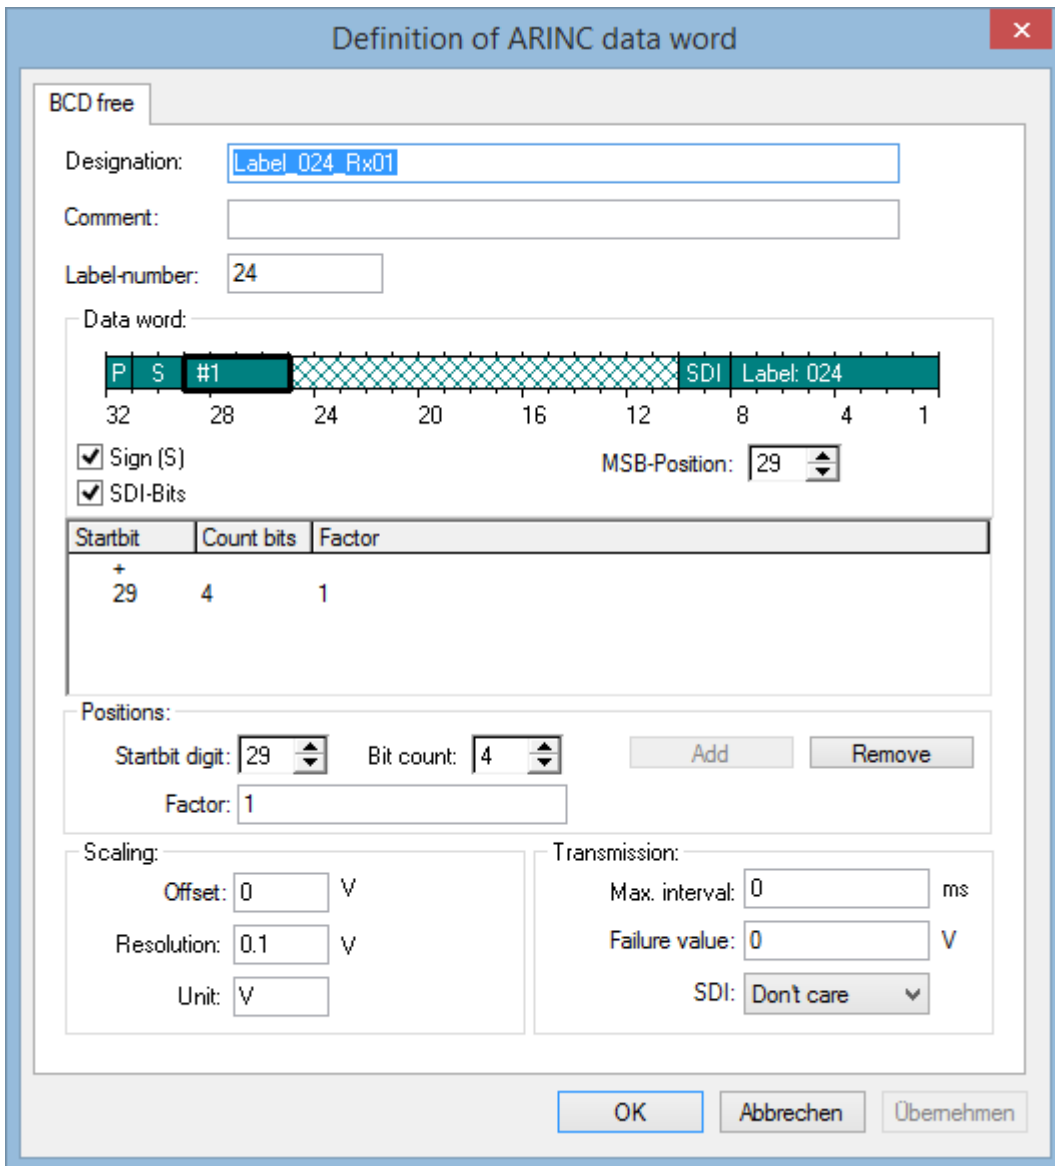 Definition of ARINC data word
BCD free
Designation: Label_024_Rx01
Comment:
Label-number: 24
Data word:
P S #1 SDI Label: 024
32 28 24 20 16 12 8 4 1
Sign (S) MSB-Position: 29
SDI-Bits
Startbit Count bits Factor
+
29 4 1
Positions:
Startbit digit: 29 Bit count: 4 Add Remove
Factor: 1
Scaling: Transmission:
Offset: 0 V Max. interval: 0 ms
Resolution: 0.1 V Failure value: 0 V
Unit: V SDI: Don't care
OK Abbrechen Übernehmen